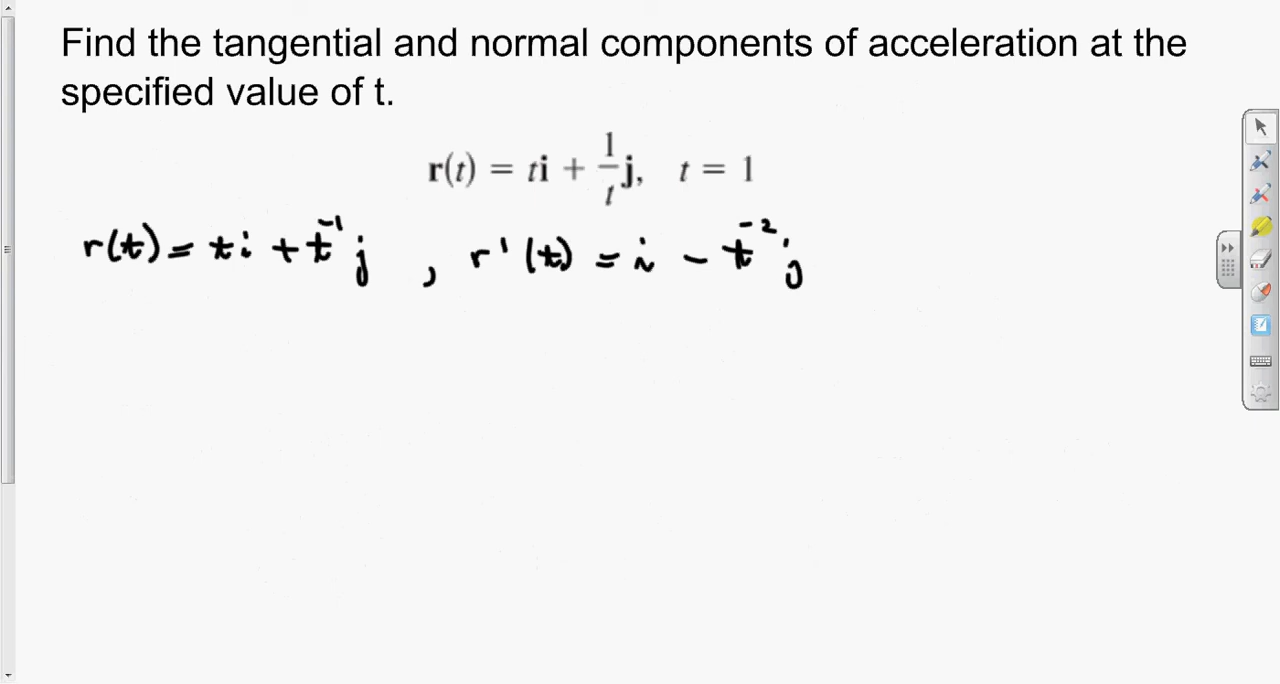 Find the tangential and normal components of acceleration at the
specified value of t.
r(t) = ti + 1/t j, t = 1
r(t) = ti + t⁻¹j , r'(t) = i - t⁻²j